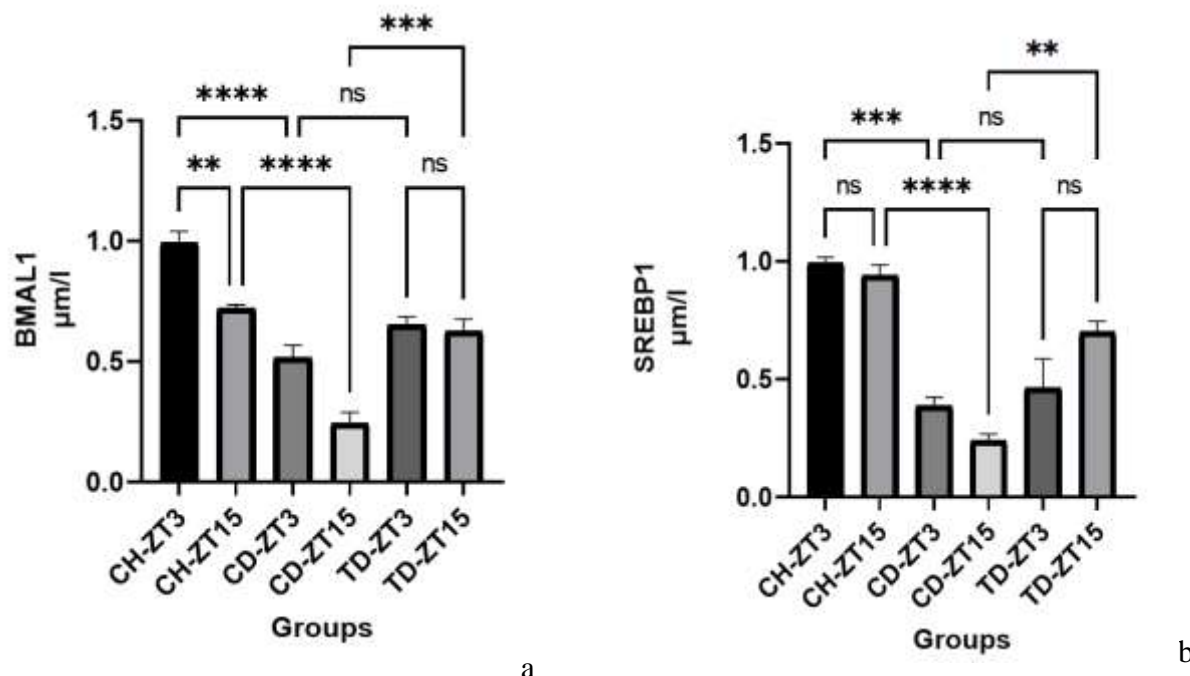 ***
**** ns
** **** ns
1.5
1.0
0.5
0.0
BMAL1
µm/l
CH-ZT3
CH-ZT15
CD-ZT3
CD-ZT15
TD-ZT3
TD-ZT15
Groups
a
**
*** ns
ns **** ns
1.5
1.0
0.5
0.0
SREBP1
µm/l
CH-ZT3
CH-ZT15
CD-ZT3
CD-ZT15
TD-ZT3
TD-ZT15
Groups
b